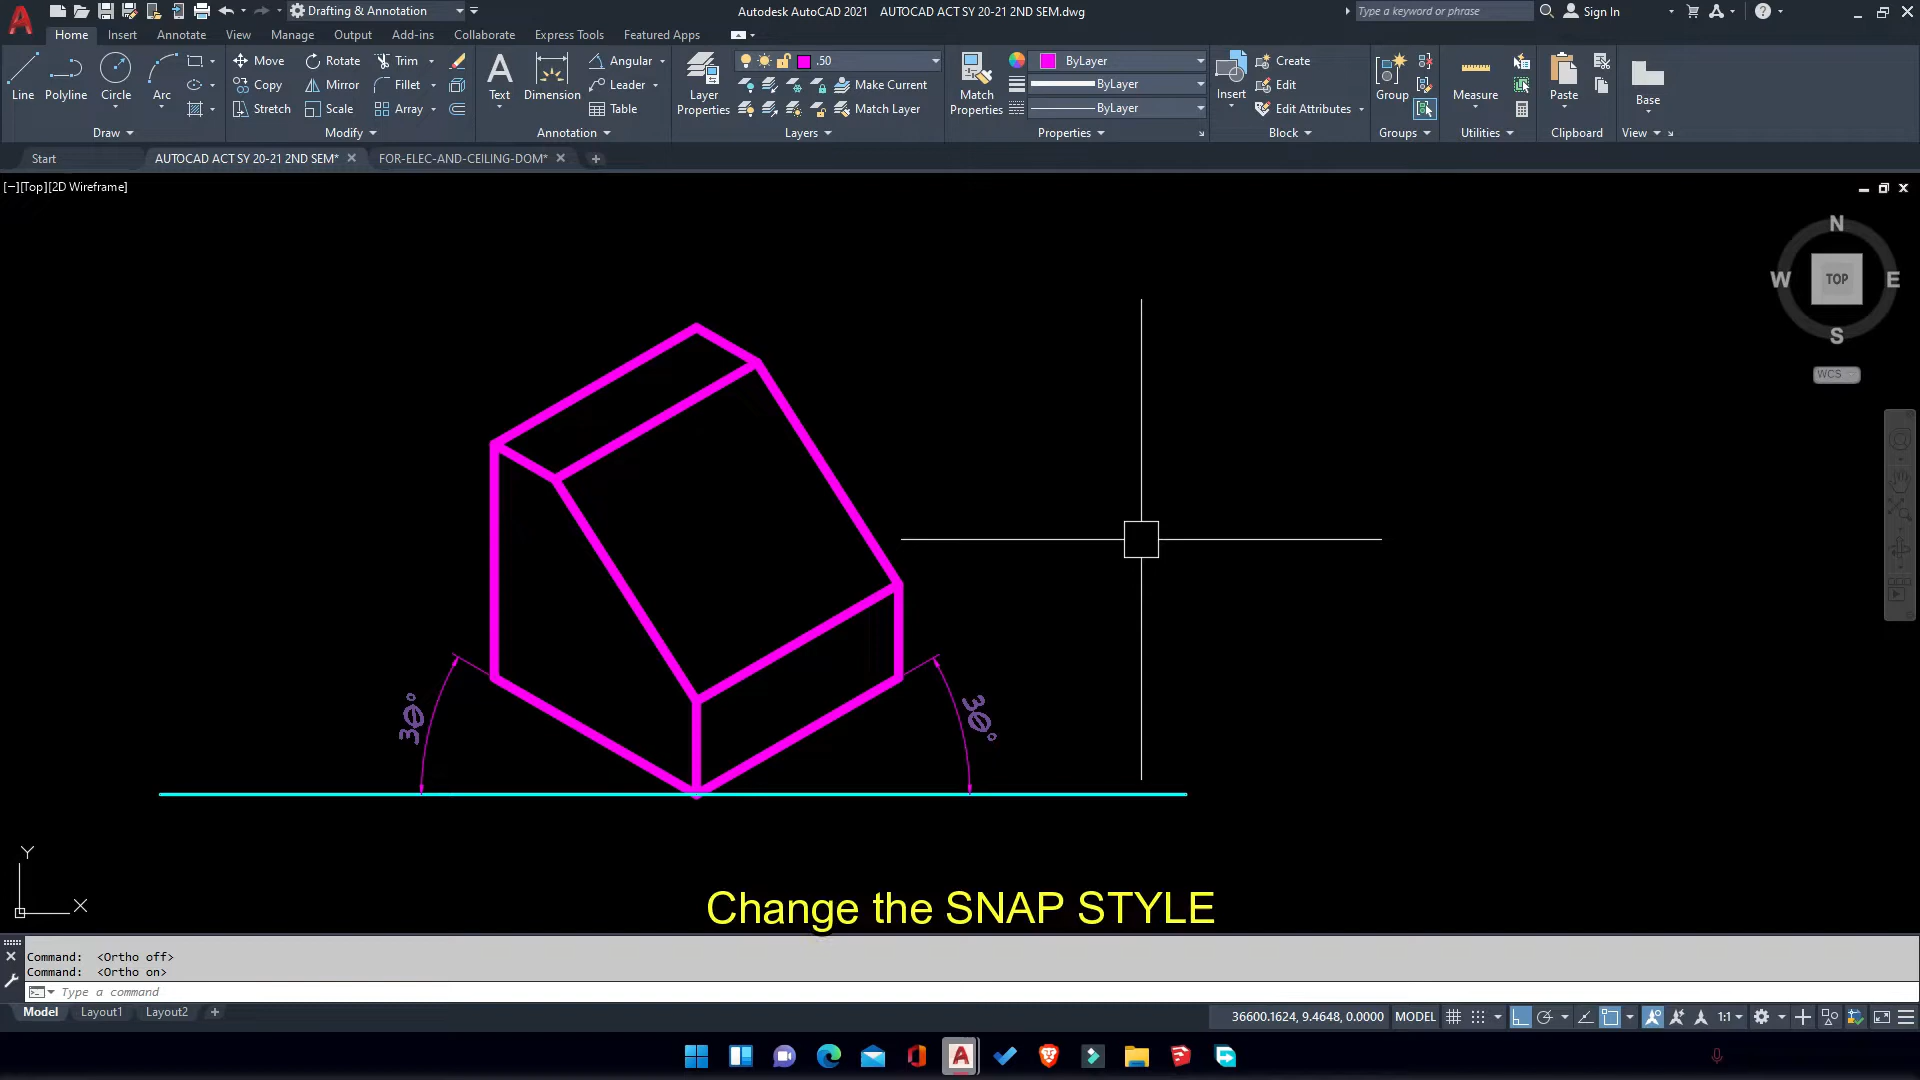 Drafting & Annotation
Autodesk AutoCAD 2021 AUTOCAD ACT SY 20-21 2ND SEM.dwg
Type a keyword or phrase
Sign In
Home Insert Annotate View Manage Output Add-ins Collaborate Express Tools Featured Apps
Line Polyline Circle Arc
Move Rotate Trim
Copy Mirror Fillet
Stretch Scale Array
Text Dimension
Angular
Leader
Table
Layer Properties
.50
Make Current
Match Layer
Match Properties
ByLayer
ByLayer
ByLayer
Insert
Create
Edit
Edit Attributes
Group
Measure
Paste
Base
Draw Modify Annotation Layers Properties Block Groups Utilities Clipboard View
Start AUTOCAD ACT SY 20-21 2ND SEM* FOR-ELEC-AND-CEILING-DOM*
[−][Top][2D Wireframe]
N
W TOP E
S
WCS
30°
30°
Y
X
Change the SNAP STYLE
Command: <Ortho off>
Command: <Ortho on>
Type a command
Model Layout1 Layout2
36600.1624, 9.4648, 0.0000 MODEL 1:1